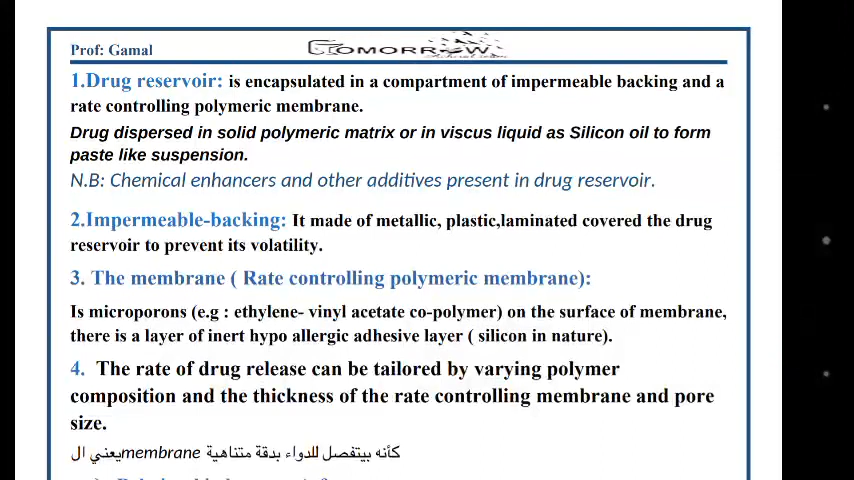 Prof: Gamal
TOMORROW
1.Drug reservoir: is encapsulated in a compartment of impermeable backing and a
rate controlling polymeric membrane.
Drug dispersed in solid polymeric matrix or in viscus liquid as Silicon oil to form
paste like suspension.
N.B: Chemical enhancers and other additives present in drug reservoir.
2.Impermeable-backing: It made of metallic, plastic,laminated covered the drug
reservoir to prevent its volatility.
3. The membrane ( Rate controlling polymeric membrane):
Is microporons (e.g : ethylene- vinyl acetate co-polymer) on the surface of membrane,
there is a layer of inert hypo allergic adhesive layer ( silicon in nature).
4. The rate of drug release can be tailored by varying polymer
composition and the thickness of the rate controlling membrane and pore
size.
يعني ال membrane كأنه بيتفصل للدواء بدقة متناهية